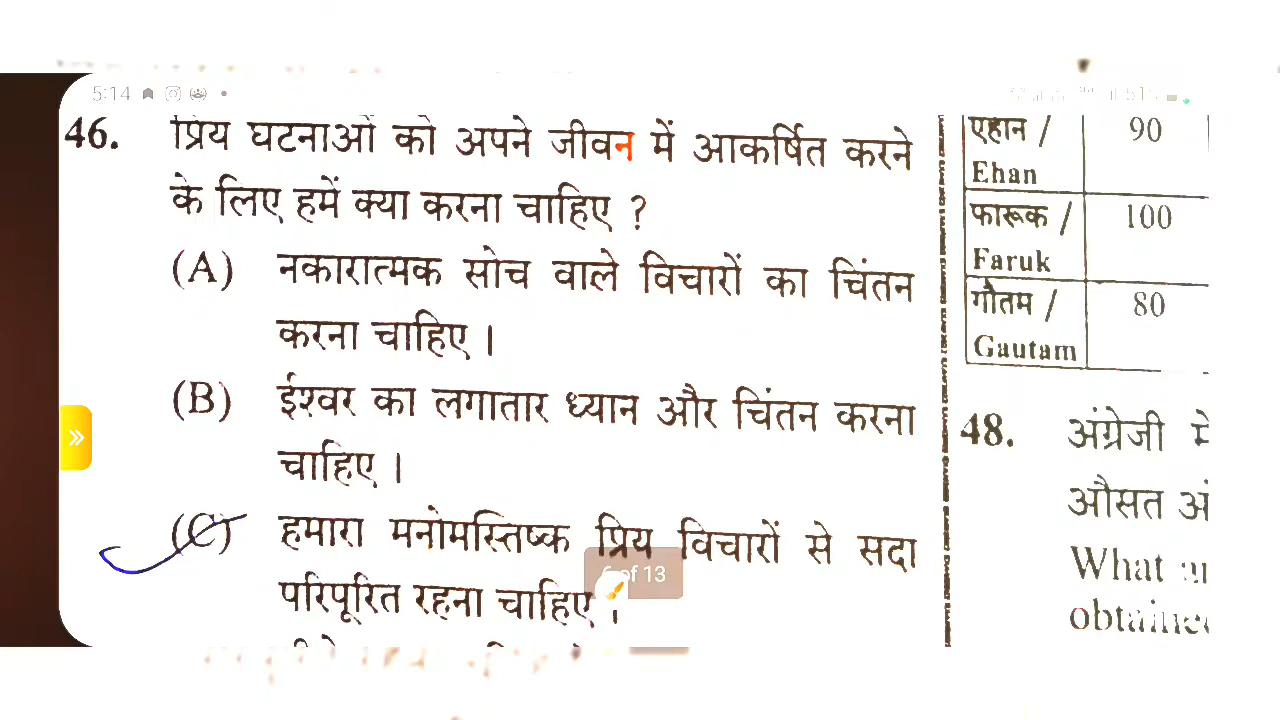 5:14
46. प्रिय घटनाओं को अपने जीवन में आकर्षित करने
के लिए हमें क्या करना चाहिए ?
(A) नकारात्मक सोच वाले विचारों का चिंतन
करना चाहिए ।
(B) ईश्वर का लगातार ध्यान और चिंतन करना
चाहिए ।
(C) हमारा मनोमस्तिष्क प्रिय विचारों से सदा
परिपूरित रहना चाहिए ।
6 of 13
एहान / 90
Ehan
फारूक / 100
Faruk
गौतम / 80
Gautam
48. अंग्रेजी में
औसत अं
What
obtained